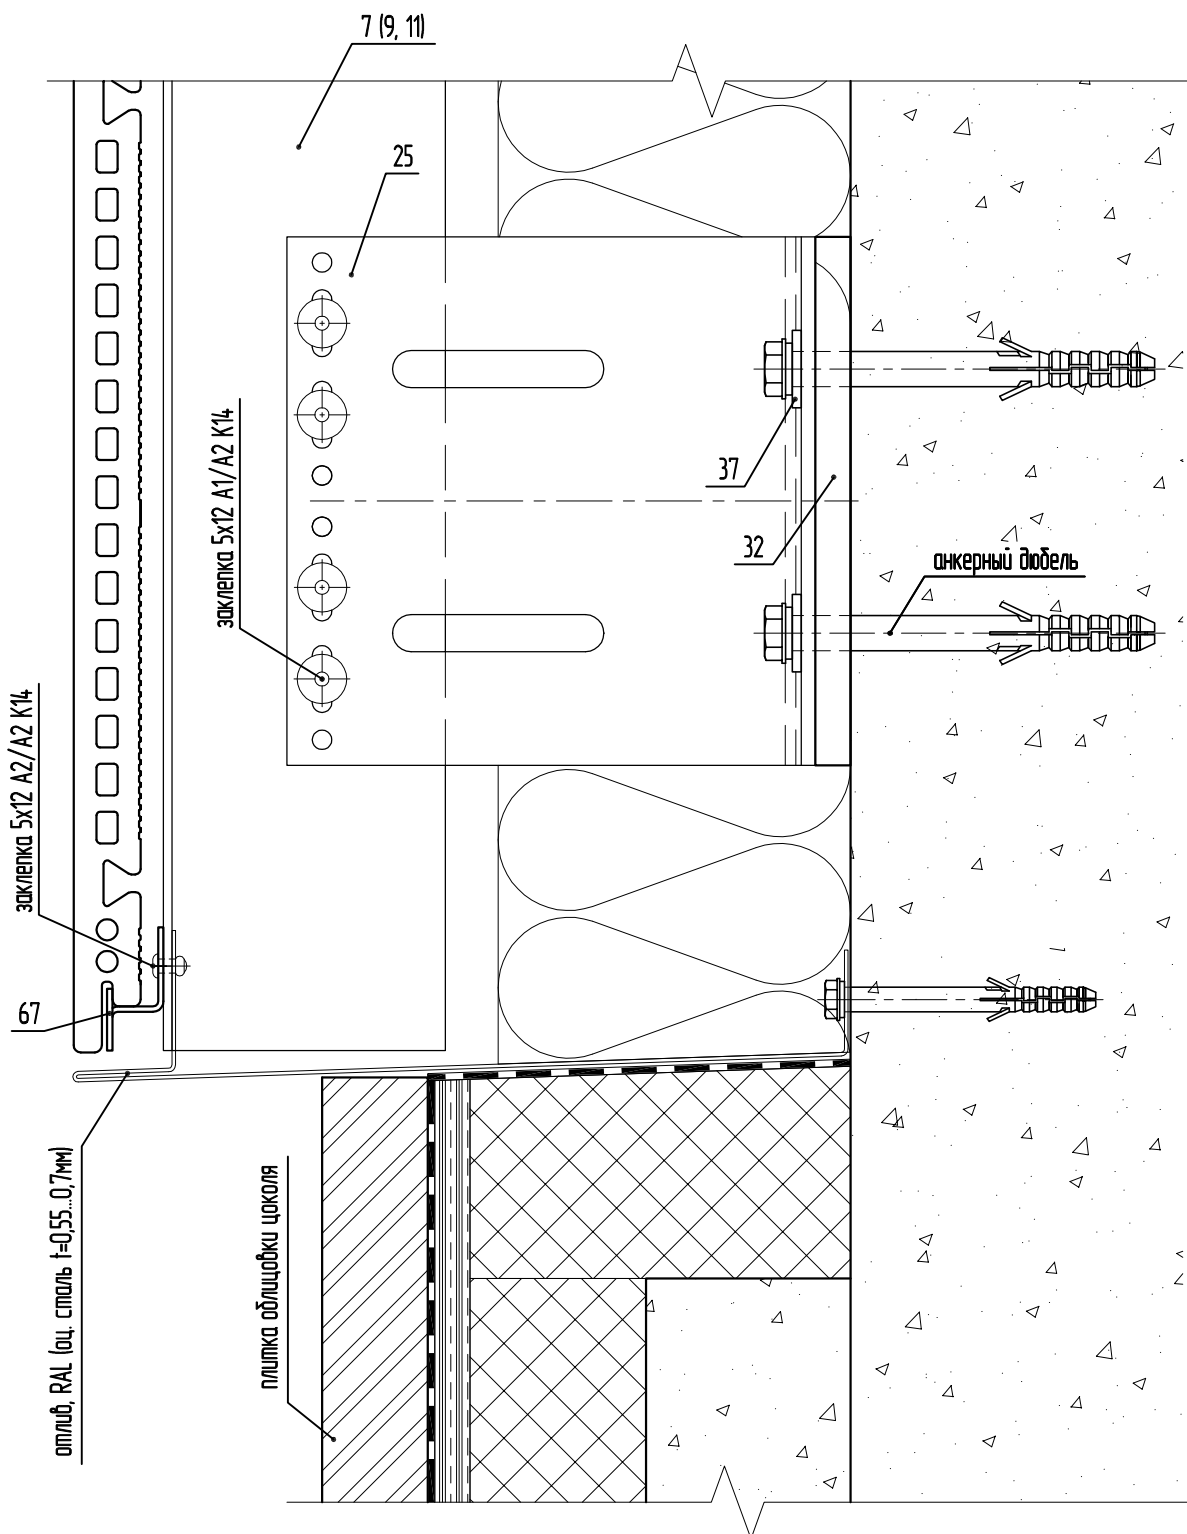 7 (9, 11)
25
заклепка 5х12 А1/А2 К14
37
32
анкерный дюбель
заклепка 5х12 А2/А2 К14
67
отлив, RAL (оц. сталь t=0,55...0,7мм)
плитка облицовки цоколя